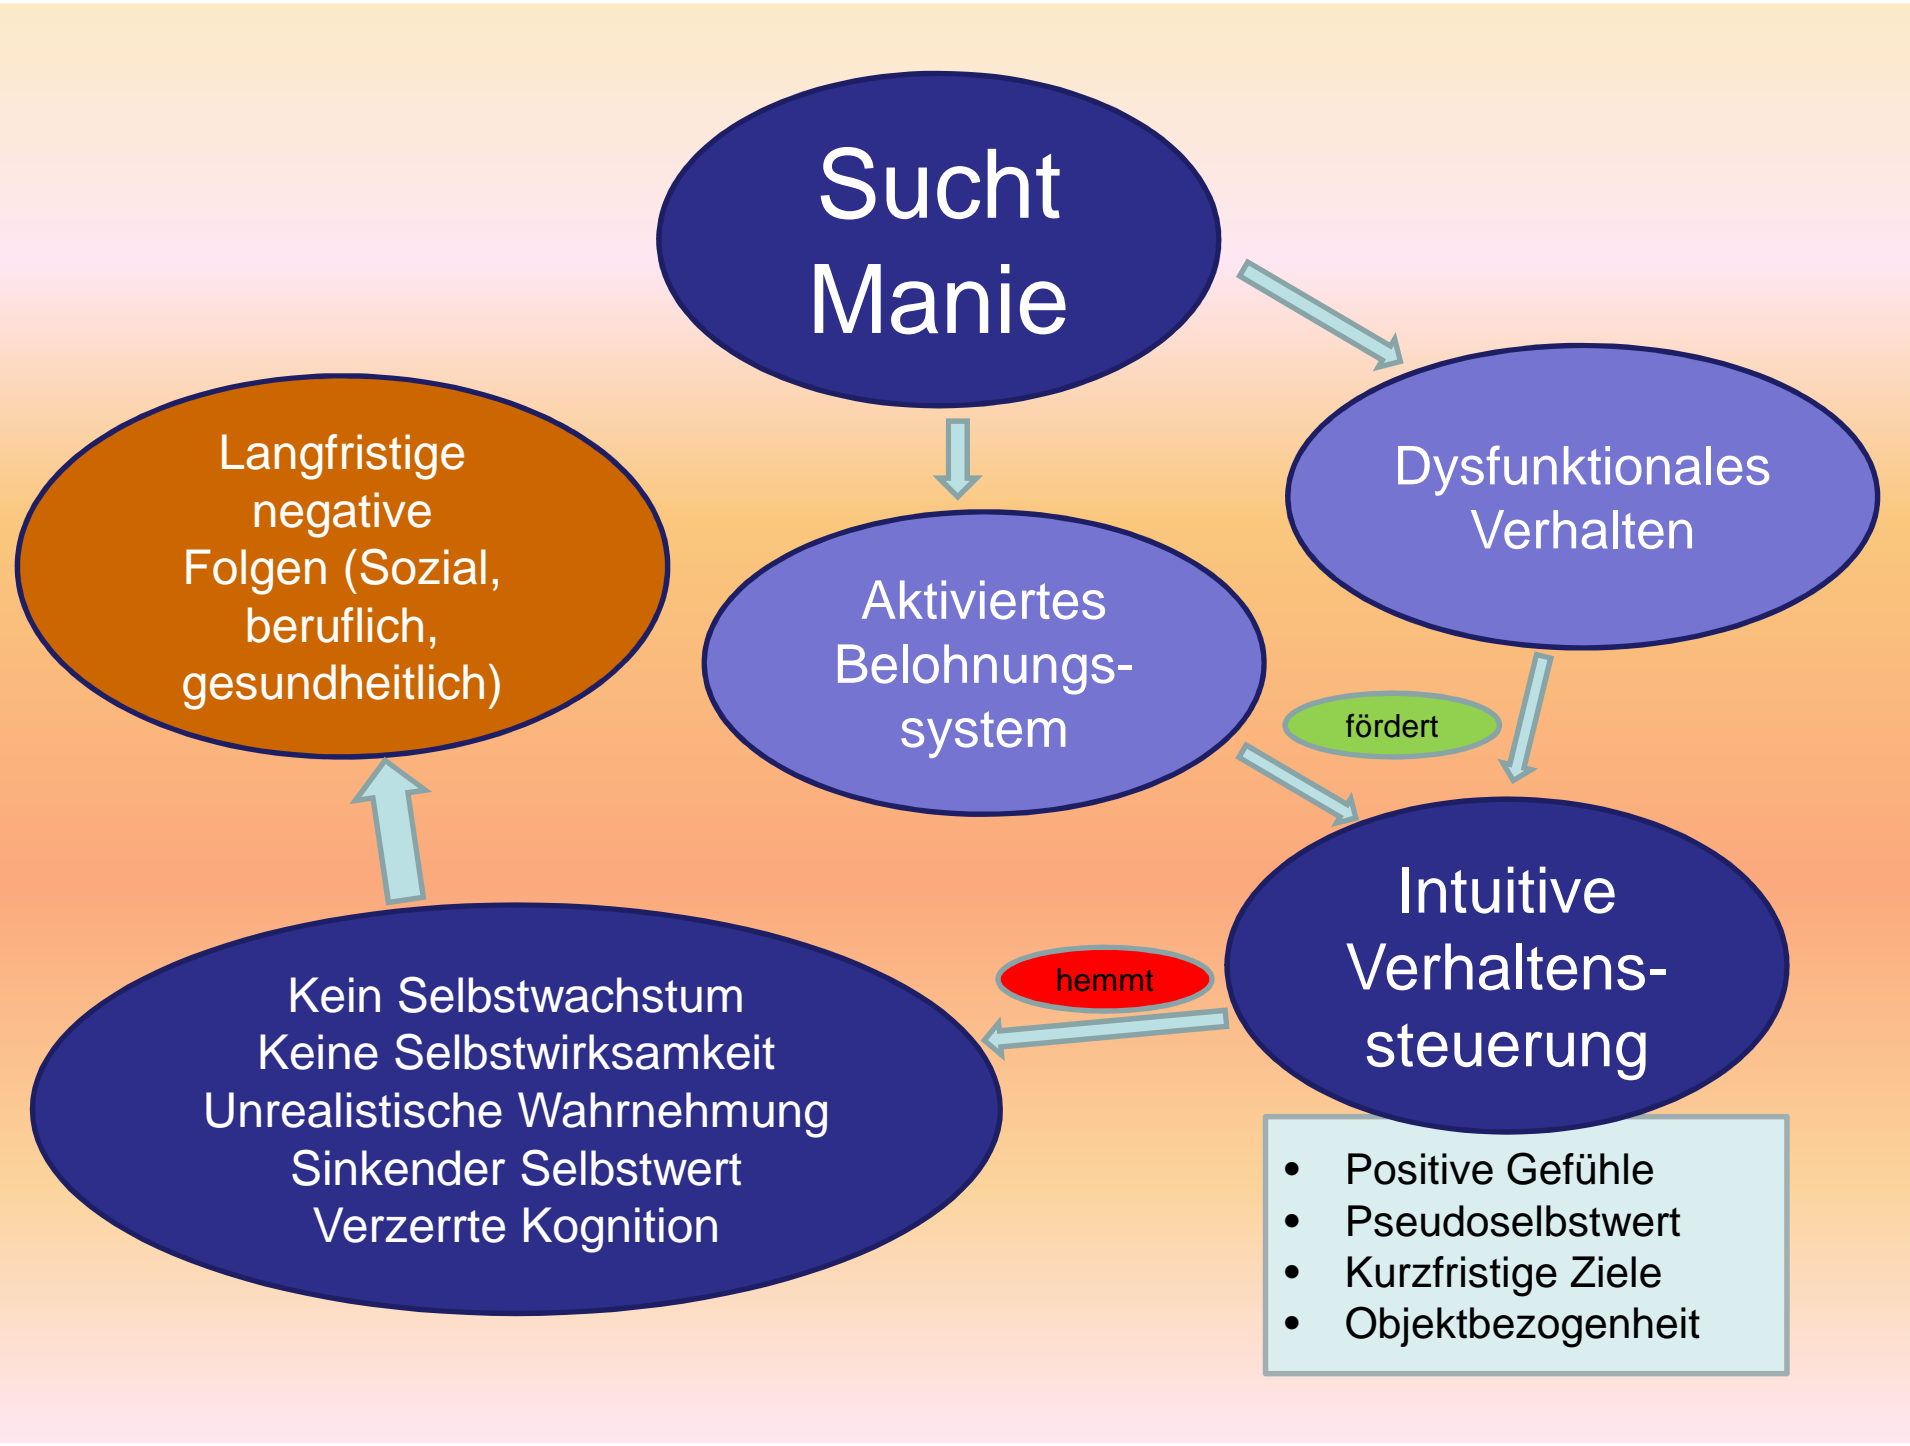 Sucht
Manie
Dysfunktionales
Verhalten
Langfristige
negative
Folgen (Sozial,
beruflich,
gesundheitlich)
Aktiviertes
Belohnungs-
system
fördert
Intuitive
Verhaltens-
steuerung
hemmt
Kein Selbstwachstum
Keine Selbstwirksamkeit
Unrealistische Wahrnehmung
Sinkender Selbstwert
Verzerrte Kognition
• Positive Gefühle
• Pseudoselbstwert
• Kurzfristige Ziele
• Objektbezogenheit